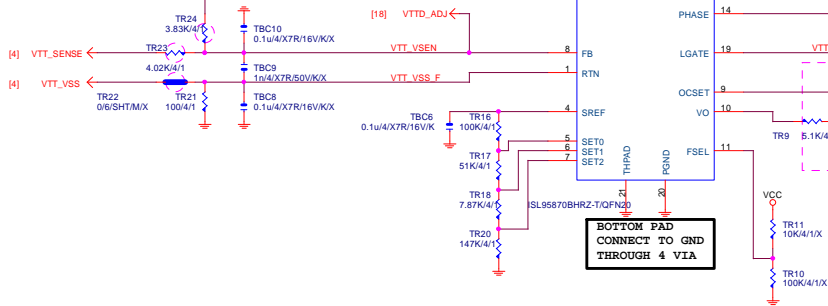 TR24
3.83K/4/1
TBC10
0.1u/4/X7R/16V/K/X
[18] VTTD_ADJ
PHASE 14
[4] VTT_SENSE
TR23
4.02K/4/1
VTT_VSEN
8 FB
LGATE 19
VTT
TBC9
1n/4/X7R/50V/K/X
[4] VTT_VSS
VTT_VSS_F
1 RTN
OCSET 9
TR22
0/6/SHT/M/X
TR21
100/4/1
TBC8
0.1u/4/X7R/16V/K/X
TBC6
0.1u/4/X7R/16V/K
TR16
100K/4/1
4 SREF
VO 10
TR9 5.1K/4
5 SET0
6 SET1
7 SET2
FSEL 11
TR17
51K/4/1
THPAD
PGND
21
20
TR18
7.87K/4/1
ISL95870BHRZ-T/QFN20
VCC
TR20
147K/4/1
BOTTOM PAD
CONNECT TO GND
THROUGH 4 VIA
TR11
10K/4/1/X
TR10
100K/4/1/X